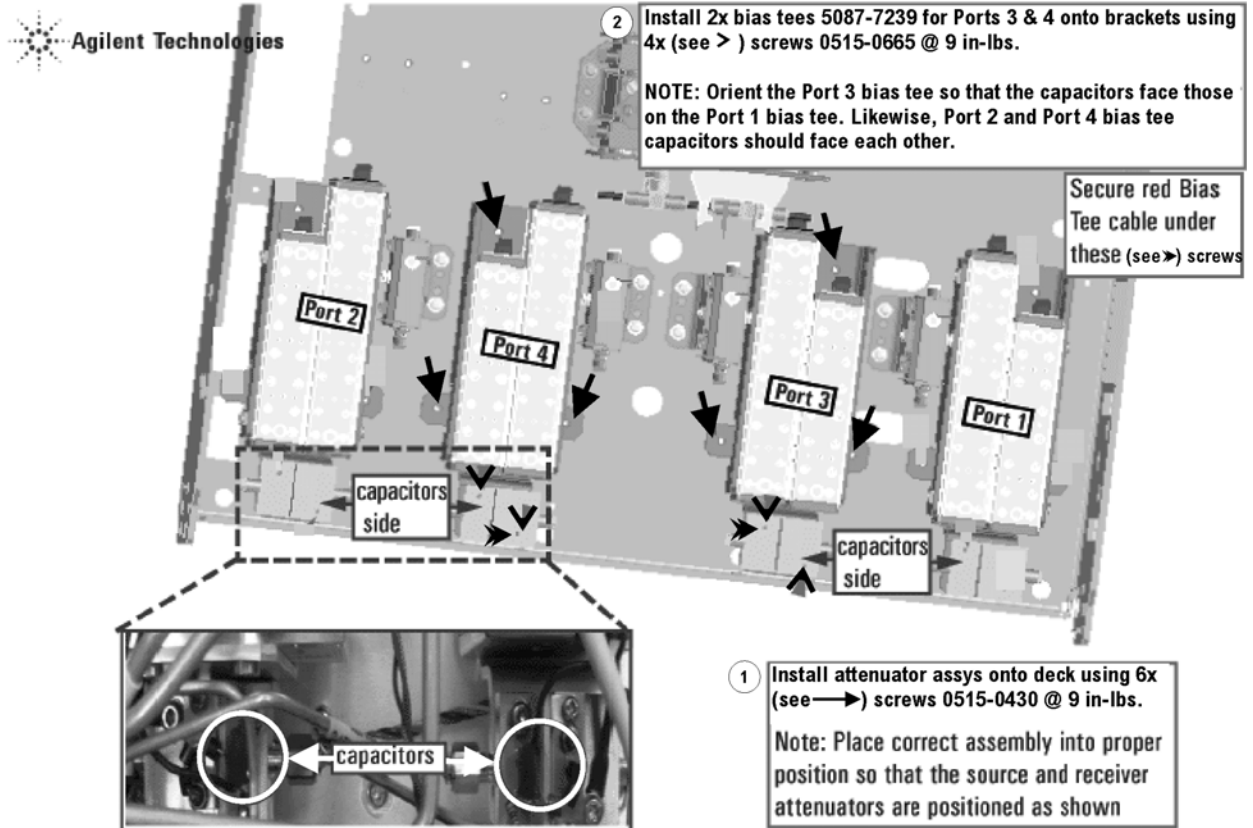 Agilent Technologies
2
Install 2x bias tees 5087-7239 for Ports 3 & 4 onto brackets using
4x (see > ) screws 0515-0665 @ 9 in-lbs.
NOTE: Orient the Port 3 bias tee so that the capacitors face those
on the Port 1 bias tee. Likewise, Port 2 and Port 4 bias tee
capacitors should face each other.
Secure red Bias
Tee cable under
these (see ➤) screws
Port 2
Port 4
Port 3
Port 1
capacitors
side
capacitors
side
capacitors
1
Install attenuator assys onto deck using 6x
(see ⟶) screws 0515-0430 @ 9 in-lbs.
Note: Place correct assembly into proper
position so that the source and receiver
attenuators are positioned as shown